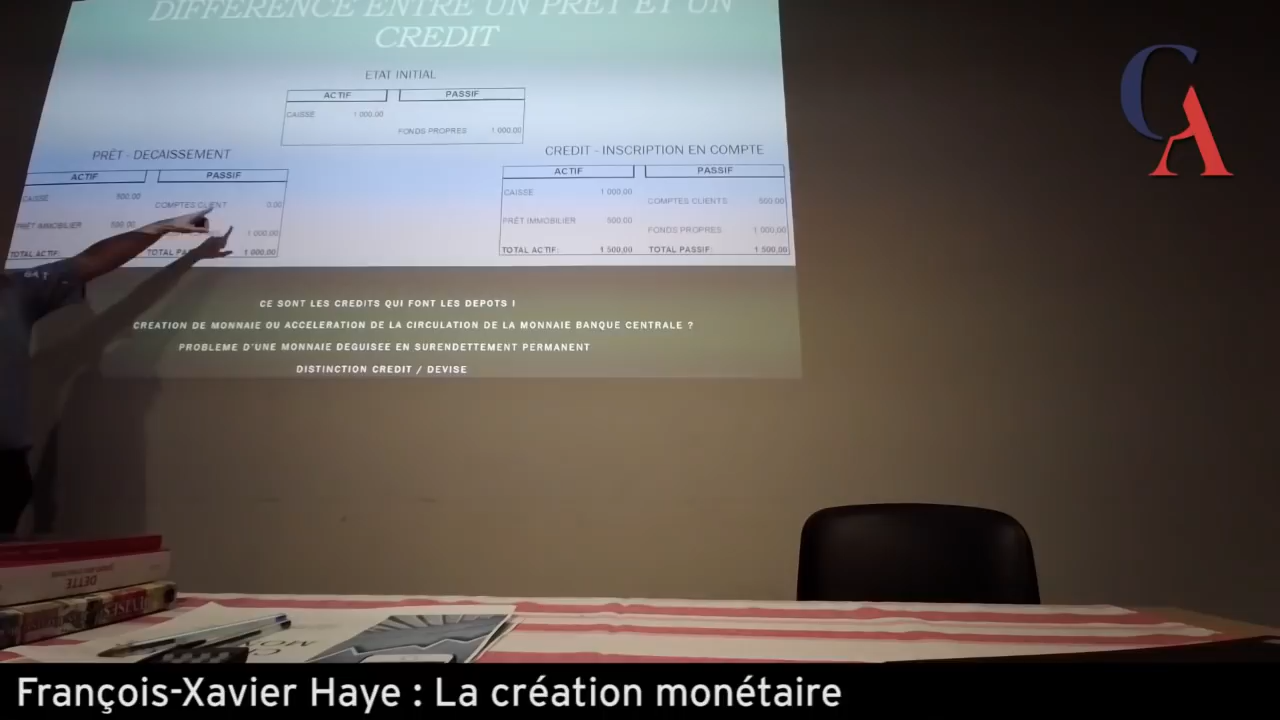 DIFFERENCE ENTRE UN PRET ET UN
CREDIT
ETAT INITIAL
ACTIF PASSIF
CAISSE 1 000,00
FONDS PROPRES 1 000,00
PRÊT - DECAISSEMENT
ACTIF PASSIF
CAISSE 500,00
COMPTES CLIENT 0,00
PRÊT IMMOBILIER 500,00
1 000,00
TOTAL ACTIF: TOTAL 1 000,00
CREDIT - INSCRIPTION EN COMPTE
ACTIF PASSIF
CAISSE 1 000,00
COMPTES CLIENTS 500,00
PRÊT IMMOBILIER 500,00
FONDS PROPRES 1 000,00
TOTAL ACTIF: 1 500,00 TOTAL PASSIF: 1 500,00
CE SONT LES CREDITS QUI FONT LES DEPOTS !
CREATION DE MONNAIE OU ACCELERATION DE LA CIRCULATION DE LA MONNAIE BANQUE CENTRALE ?
PROBLEME D'UNE MONNAIE DEGUISEE EN SURENDETTEMENT PERMANENT
DISTINCTION CREDIT / DEVISE
CA
DETTE
François-Xavier Haye : La création monétaire